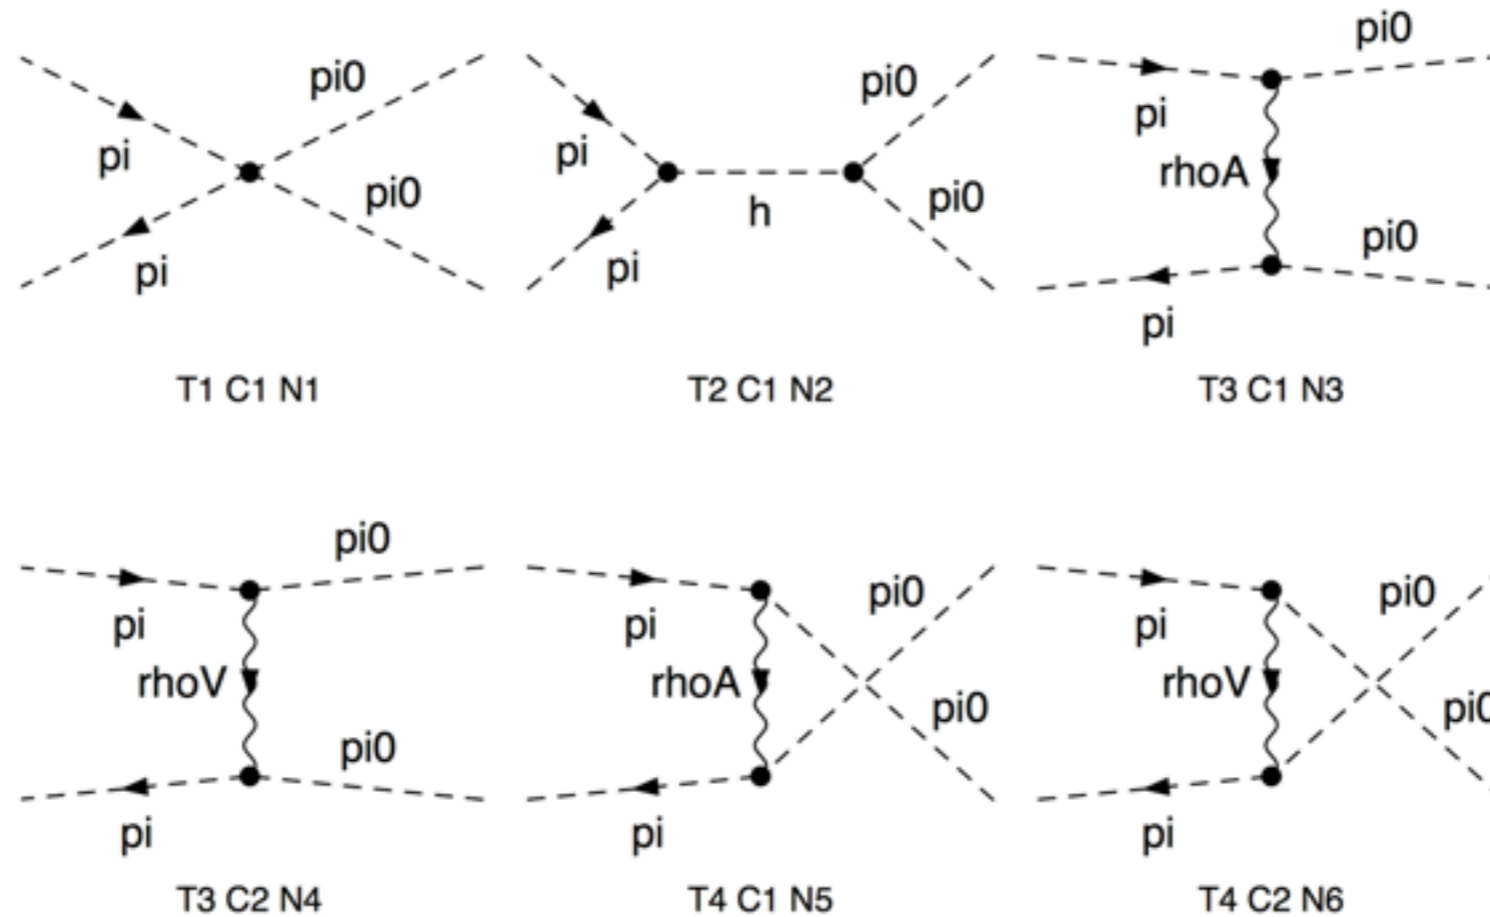 pi pi0 pi0 pi
T1 C1 N1
pi pi h pi0 pi0
T2 C1 N2
pi pi0 rhoA pi0 pi
T3 C1 N3
pi0 pi rhoV pi0 pi
T3 C2 N4
pi pi0 rhoA pi0 pi
T4 C1 N5
pi pi0 rhoV pi0 pi
T4 C2 N6